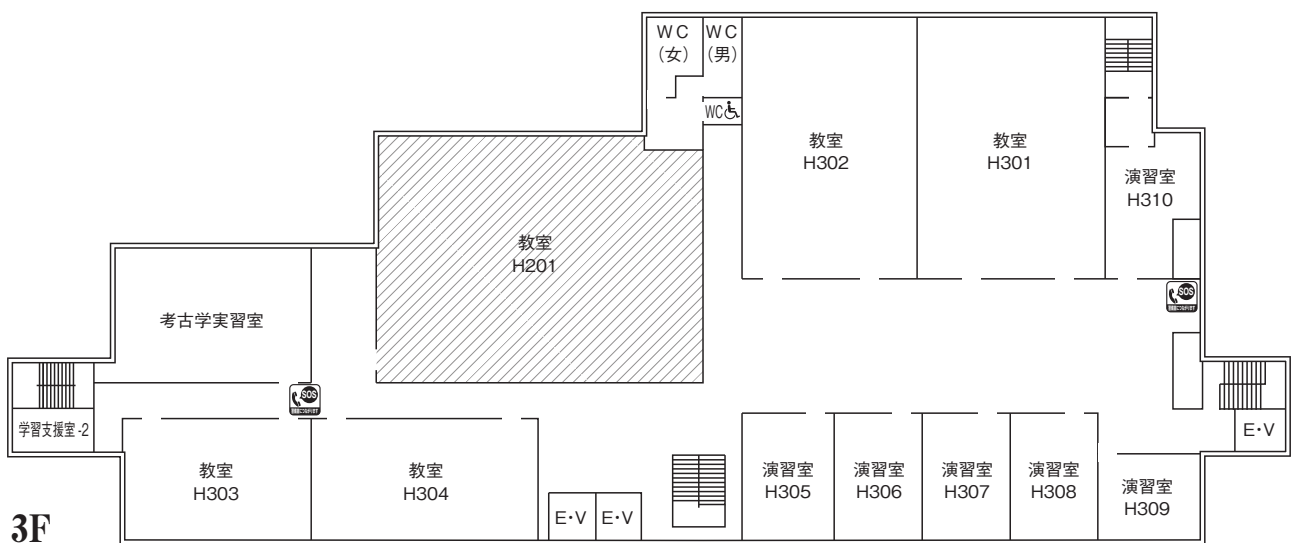 WC
(女)
WC
(男)
WC
教室
H302
教室
H301
演習室
H310
教室
H201
SOS
考古学実習室
SOS
学習支援室-2
教室
H303
教室
H304
E・V
E・V
演習室
H305
演習室
H306
演習室
H307
演習室
H308
演習室
H309
E・V
3F